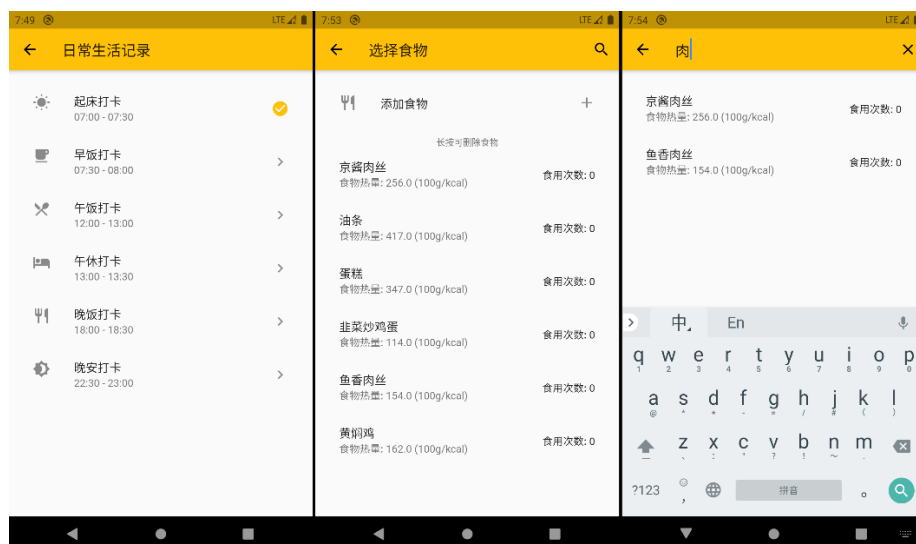 7:49
LTE
日常生活记录
起床打卡
07:00 - 07:30
早饭打卡
07:30 - 08:00
午饭打卡
12:00 - 13:00
午休打卡
13:00 - 13:30
晚饭打卡
18:00 - 18:30
晚安打卡
22:30 - 23:00
7:53
LTE
选择食物
添加食物
长按可删除食物
京酱肉丝
食物热量: 256.0 (100g/kcal)
食用次数: 0
油条
食物热量: 417.0 (100g/kcal)
食用次数: 0
蛋糕
食物热量: 347.0 (100g/kcal)
食用次数: 0
韭菜炒鸡蛋
食物热量: 114.0 (100g/kcal)
食用次数: 0
鱼香肉丝
食物热量: 154.0 (100g/kcal)
食用次数: 0
黄焖鸡
食物热量: 162.0 (100g/kcal)
食用次数: 0
7:54
LTE
肉
京酱肉丝
食物热量: 256.0 (100g/kcal)
食用次数: 0
鱼香肉丝
食物热量: 154.0 (100g/kcal)
食用次数: 0
中 En
q w e r t y u i o p
1 2 3 4 5 6 7 8 9 0
a s d f g h j k l
z x c v b n m
?123 , 拼音 。